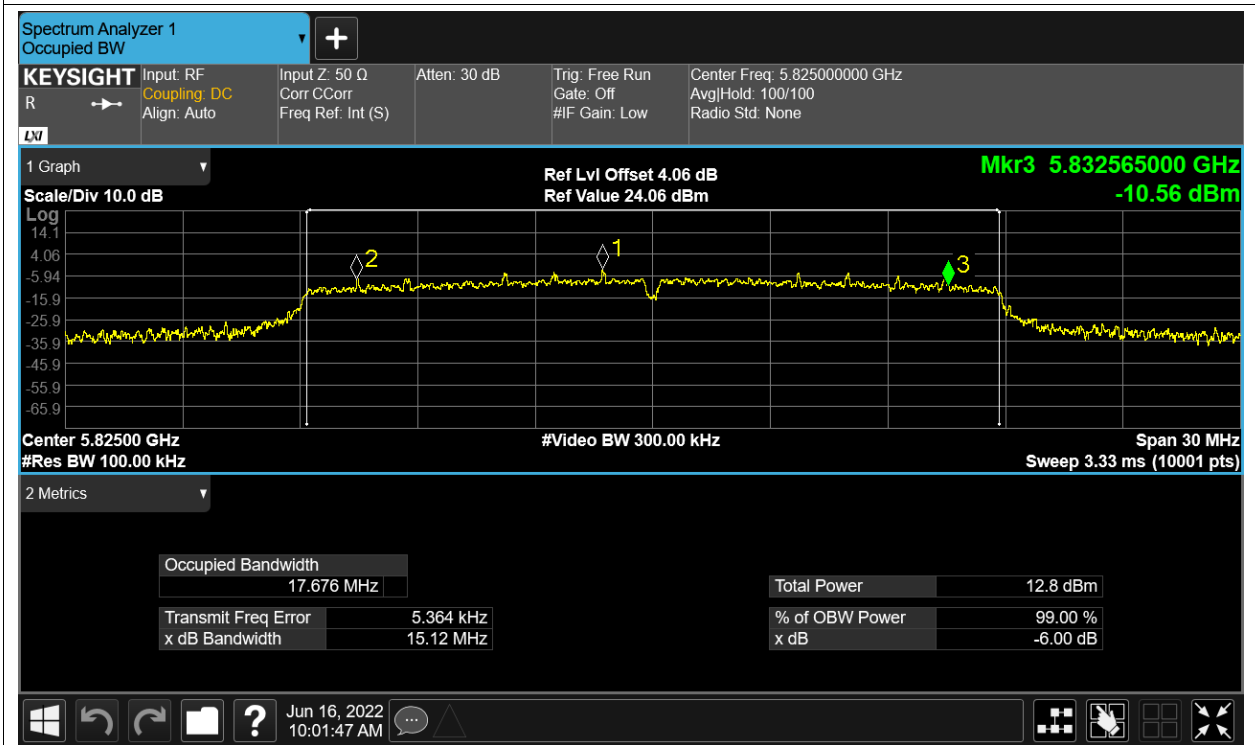 Spectrum Analyzer 1
Occupied BW
KEYSIGHT
R
LXI
Input: RF
Coupling: DC
Align: Auto
Input Z: 50 Ω
Corr CCorr
Freq Ref: Int (S)
Atten: 30 dB
Trig: Free Run
Gate: Off
#IF Gain: Low
Center Freq: 5.825000000 GHz
Avg|Hold: 100/100
Radio Std: None
1 Graph
Scale/Div 10.0 dB
Ref Lvl Offset 4.06 dB
Ref Value 24.06 dBm
Mkr3 5.832565000 GHz
-10.56 dBm
Log
14.1
4.06
-5.94
-15.9
-25.9
-35.9
-45.9
-55.9
-65.9
2
1
3
Center 5.82500 GHz
#Video BW 300.00 kHz
Span 30 MHz
#Res BW 100.00 kHz
Sweep 3.33 ms (10001 pts)
2 Metrics
Occupied Bandwidth
17.676 MHz
Transmit Freq Error 5.364 kHz
x dB Bandwidth 15.12 MHz
Total Power 12.8 dBm
% of OBW Power 99.00 %
x dB -6.00 dB
?
Jun 16, 2022
10:01:47 AM